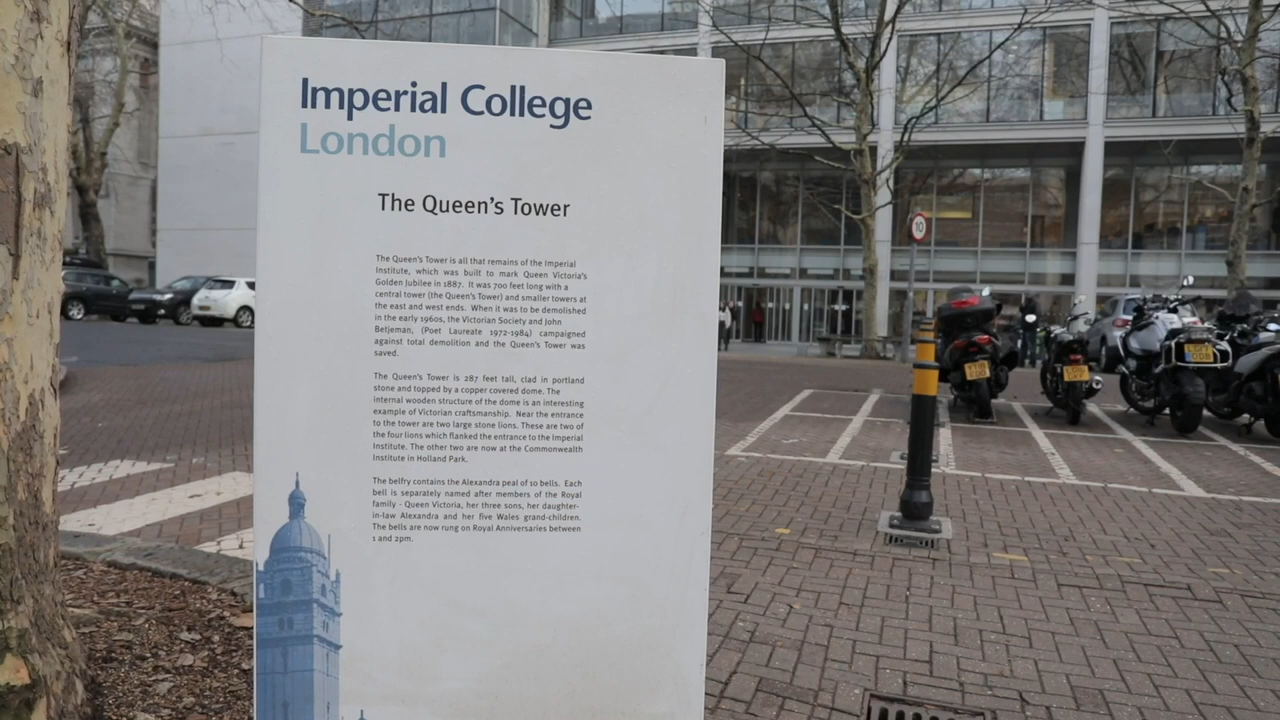 Imperial College
London
The Queen's Tower
The Queen's Tower is all that remains of the Imperial
Institute, which was built to mark Queen Victoria's
Golden Jubilee in 1887. It was 700 feet long with a
central tower (the Queen's Tower) and smaller towers at
the east and west ends. When it was to be demolished
in the early 1960s, the Victorian Society and John
Betjeman, (Poet Laureate 1972-1984) campaigned
against total demolition and the Queen's Tower was
saved.
The Queen's Tower is 287 feet tall, clad in portland
stone and topped by a copper covered dome. The
internal wooden structure of the dome is an interesting
example of Victorian craftsmanship. Near the entrance
to the tower are two large stone lions. These are two of
the four lions which flanked the entrance to the Imperial
Institute. The other two are now at the Commonwealth
Institute in Holland Park.
The belfry contains the Alexandra peal of 10 bells. Each
bell is separately named after members of the Royal
family - Queen Victoria, her three sons, her daughter-
in-law Alexandra and her five Wales grand-children.
The bells are now rung on Royal Anniversaries between
1 and 2pm.
10